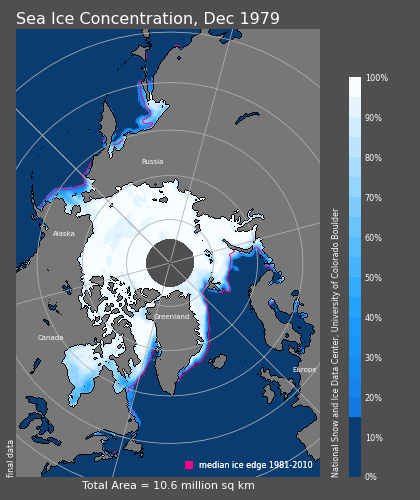 Sea Ice Concentration, Dec 1979
Russia
Alaska
Canada
Greenland
Europe
median ice edge 1981-2010
final data
Total Area = 10.6 million sq km
100%
90%
80%
70%
60%
50%
40%
30%
20%
10%
0%
National Snow and Ice Data Center, University of Colorado Boulder